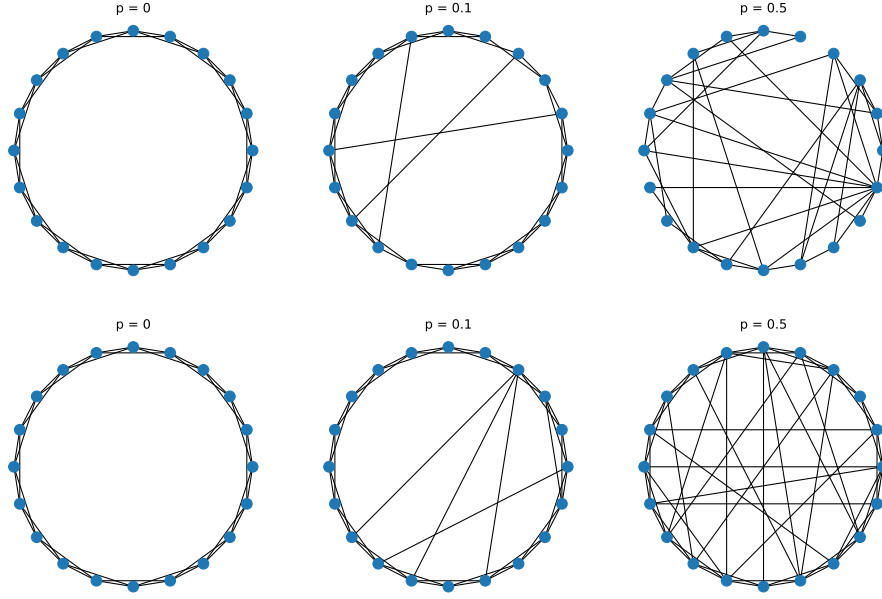 p = 0
p = 0.1
p = 0.5
p = 0
p = 0.1
p = 0.5